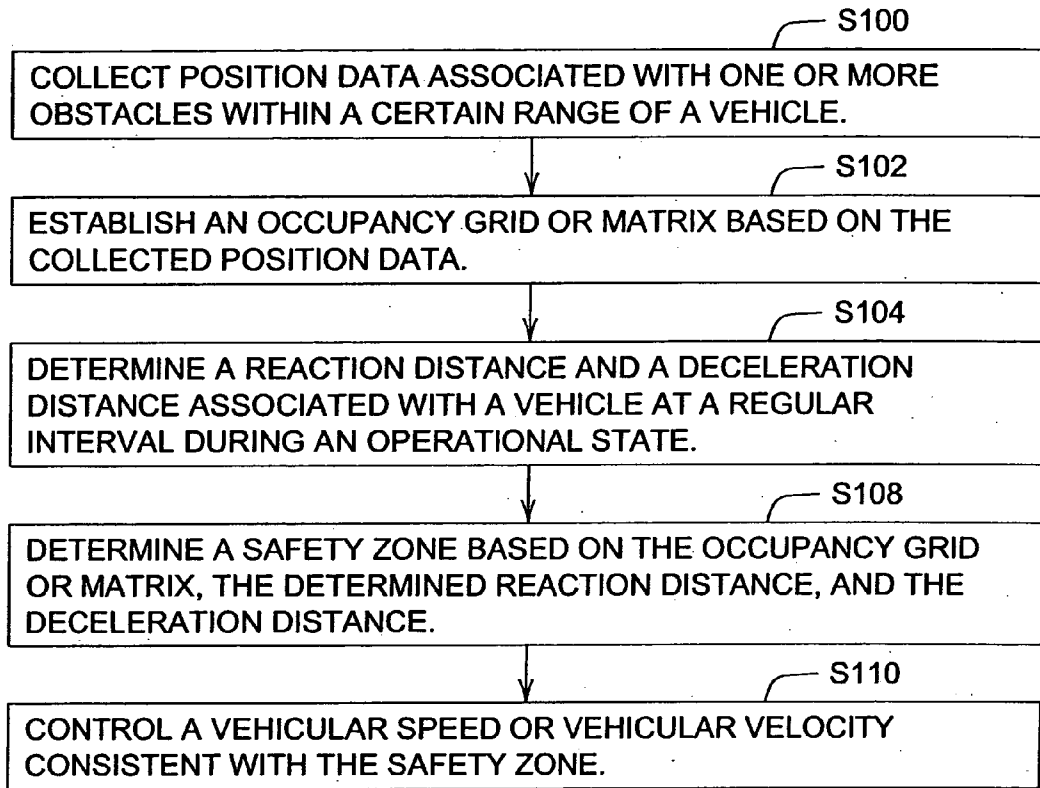 S100
COLLECT POSITION DATA ASSOCIATED WITH ONE OR MORE
OBSTACLES WITHIN A CERTAIN RANGE OF A VEHICLE.
S102
ESTABLISH AN OCCUPANCY GRID OR MATRIX BASED ON THE
COLLECTED POSITION DATA.
S104
DETERMINE A REACTION DISTANCE AND A DECELERATION
DISTANCE ASSOCIATED WITH A VEHICLE AT A REGULAR
INTERVAL DURING AN OPERATIONAL STATE.
S108
DETERMINE A SAFETY ZONE BASED ON THE OCCUPANCY GRID
OR MATRIX, THE DETERMINED REACTION DISTANCE, AND THE
DECELERATION DISTANCE.
S110
CONTROL A VEHICULAR SPEED OR VEHICULAR VELOCITY
CONSISTENT WITH THE SAFETY ZONE.